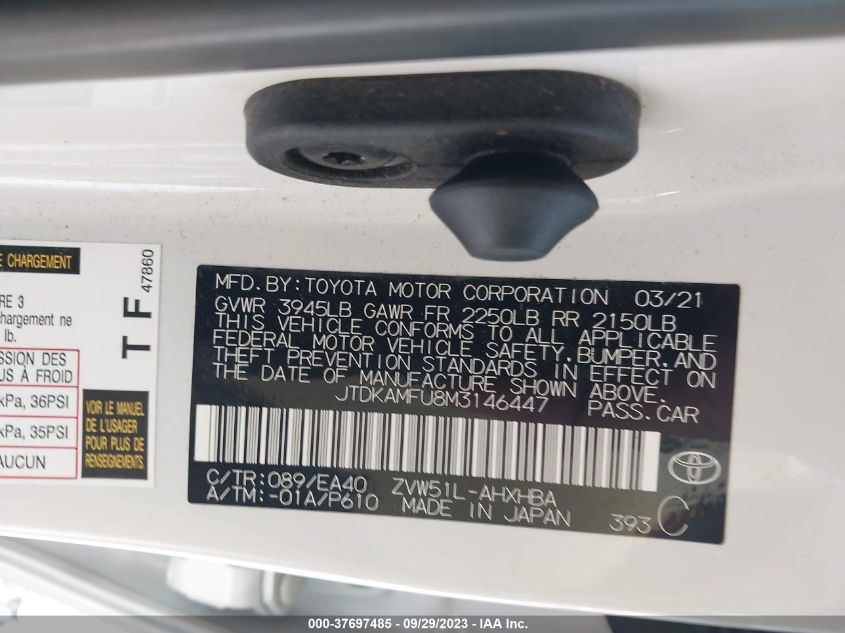 E CHARGEMENT
RE 3
hargement ne
lb.
SSION DES
US À FROID
kPa, 36PSI
kPa, 35PSI
AUCUN
T F
47860
VOIR LE MANUEL
DU VÉHICULE
POUR PLUS DE
RENSEIGNEMENTS.
MFD.BY:TOYOTA MOTOR CORPORATION 03/21
GVWR 3945LB GAWR FR 2250LB RR 2150LB
THIS VEHICLE CONFORMS TO ALL APPLICABLE
FEDERAL MOTOR VEHICLE SAFETY,BUMPER,AND
THEFT PREVENTION STANDARDS IN EFFECT ON
THE DATE OF MANUFACTURE SHOWN ABOVE.
JTDKAMFU8M3146447 PASS.CAR
C/TR:089/EA40 ZVW51L-AHXHBA
A/TM:-01A/P610 MADE IN JAPAN 393 C
000-37697485 - 09/29/2023 - IAA Inc.